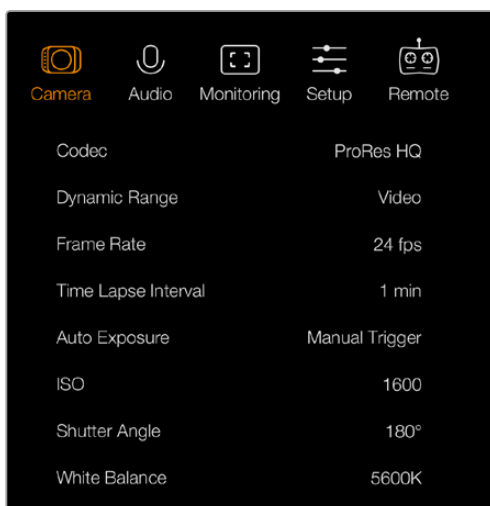 Camera Audio Monitoring Setup Remote
Codec ProRes HQ
Dynamic Range Video
Frame Rate 24 fps
Time Lapse Interval 1 min
Auto Exposure Manual Trigger
ISO 1600
Shutter Angle 180°
White Balance 5600K